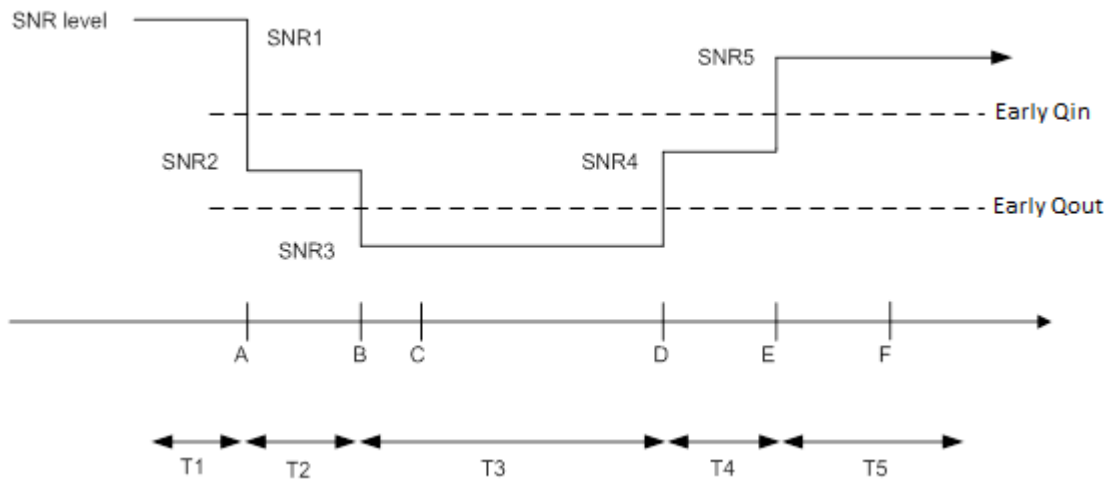 SNR level
SNR1
SNR5
Early Qin
SNR2
SNR4
Early Qout
SNR3
A B C D E F
T1 T2 T3 T4 T5